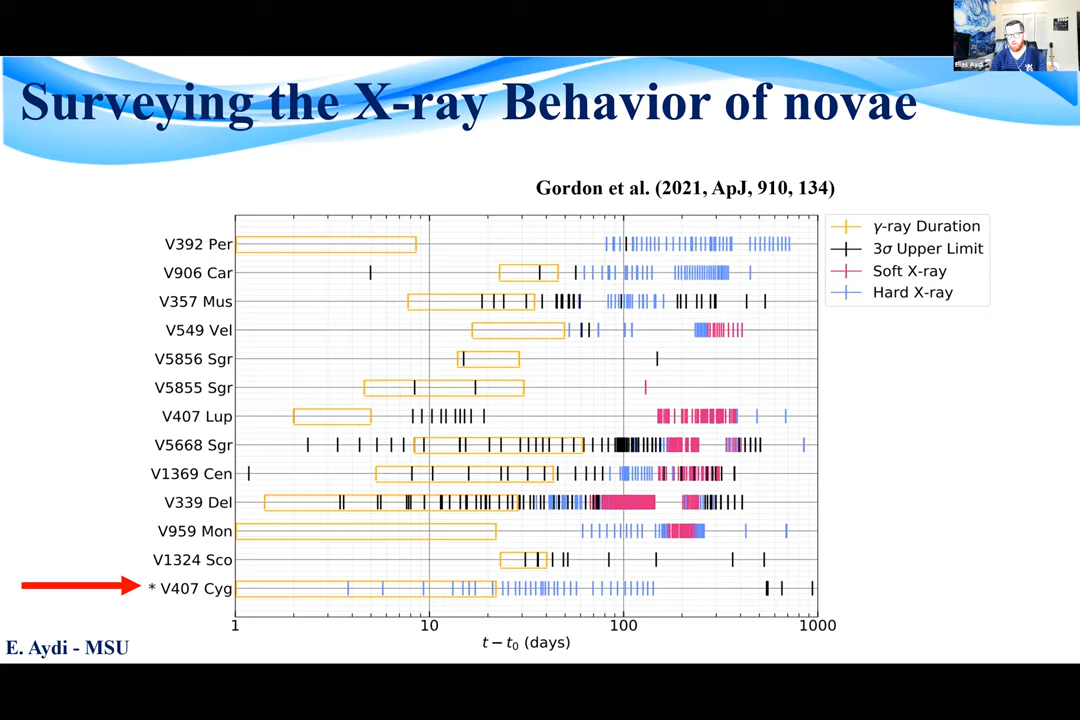 Elias Aydi
Surveying the X-ray Behavior of novae
Gordon et al. (2021, ApJ, 910, 134)
V392 Per
V906 Car
V357 Mus
V549 Vel
V5856 Sgr
V5855 Sgr
V407 Lup
V5668 Sgr
V1369 Cen
V339 Del
V959 Mon
V1324 Sco
* V407 Cyg
γ-ray Duration
3σ Upper Limit
Soft X-ray
Hard X-ray
1 10 100 1000
t − t₀ (days)
E. Aydi - MSU